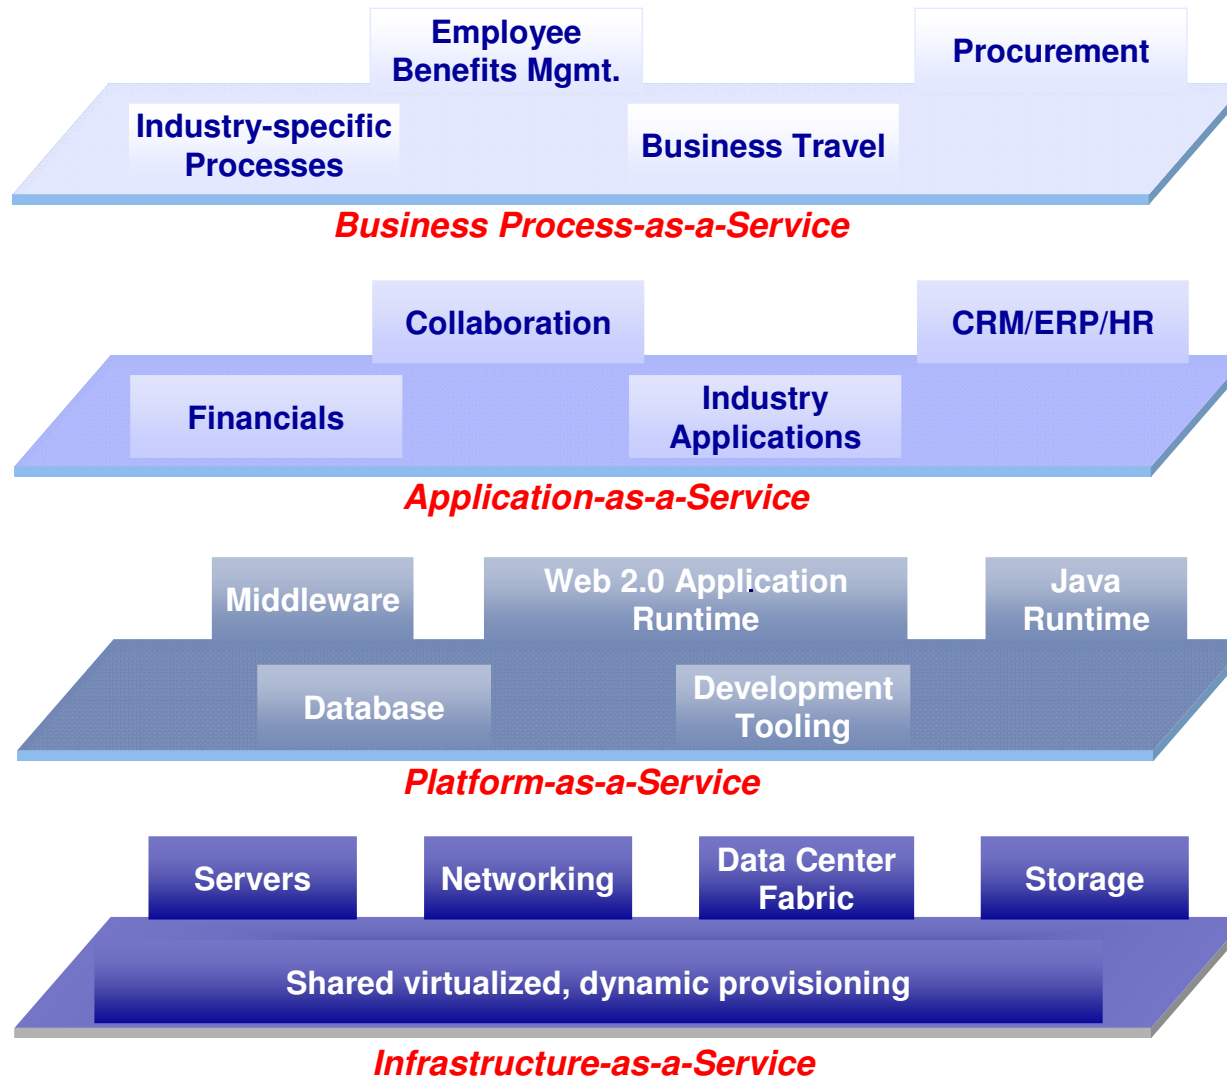 Employee
Benefits Mgmt.
Procurement
Industry-specific
Processes
Business Travel
Business Process-as-a-Service
Collaboration
CRM/ERP/HR
Financials
Industry
Applications
Application-as-a-Service
Middleware
Web 2.0 Application
Runtime
Java
Runtime
Database
Development
Tooling
Platform-as-a-Service
Servers
Networking
Data Center
Fabric
Storage
Shared virtualized, dynamic provisioning
Infrastructure-as-a-Service